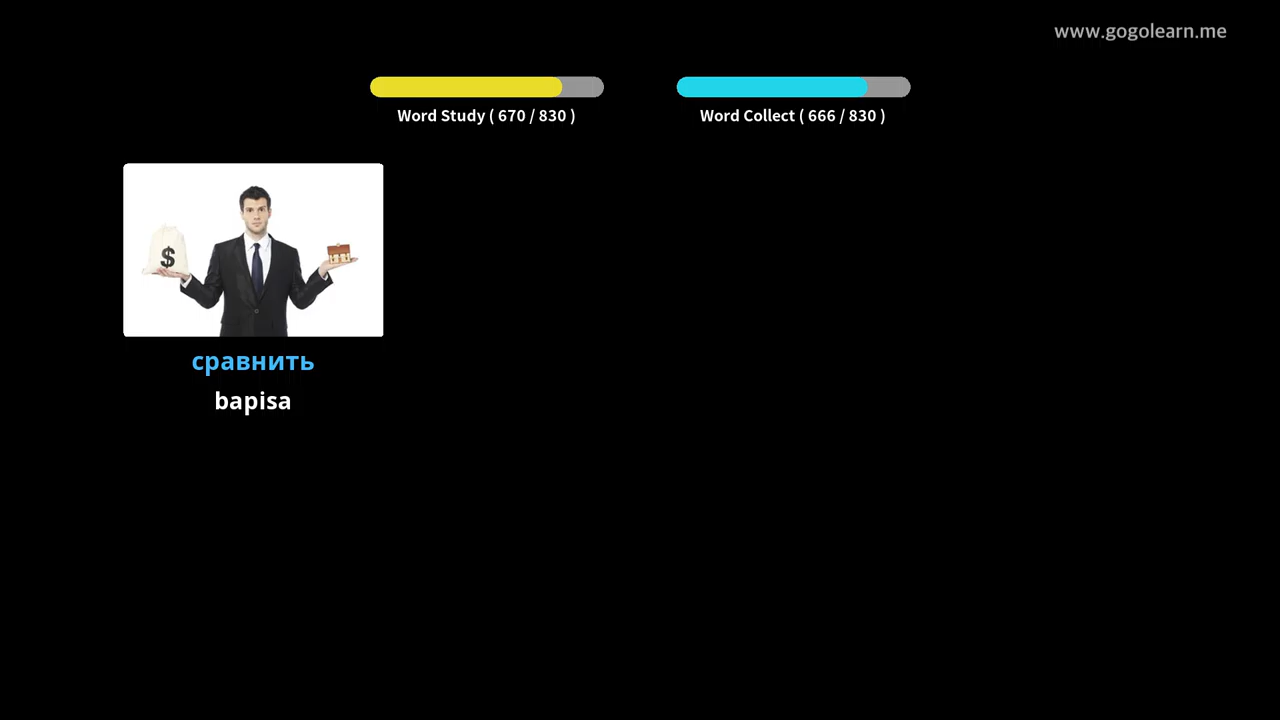 www.gogolearn.me
Word Study ( 670 / 830 )
Word Collect ( 666 / 830 )
$
сравнить
bapisa